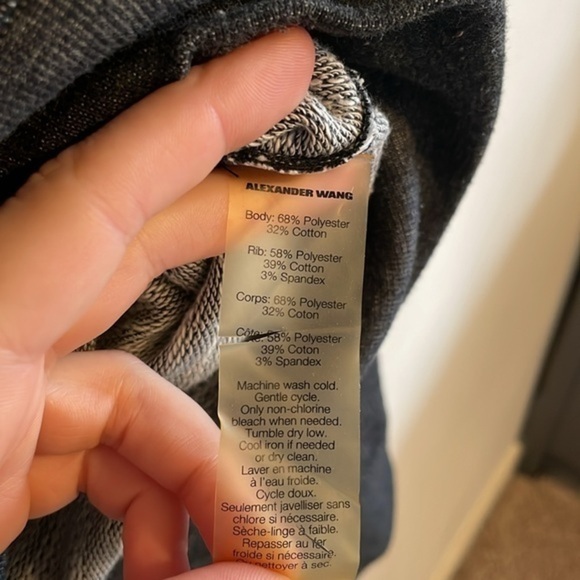 ALEXANDER WANG
Body: 68% Polyester
32% Cotton
Rib: 58% Polyester
39% Cotton
3% Spandex
Corps: 68% Polyester
32% Coton
Côte: 58% Polyester
39% Coton
3% Spandex
Machine wash cold.
Gentle cycle.
Only non-chlorine
bleach when needed.
Tumble dry low.
Cool iron if needed
or dry clean.
Laver en machine
à l'eau froide.
Cycle doux.
Seulement javelliser sans
chlore si nécessaire.
Sèche-linge à faible.
Repasser au fer
froide si nécessaire.
nettoyer à sec.